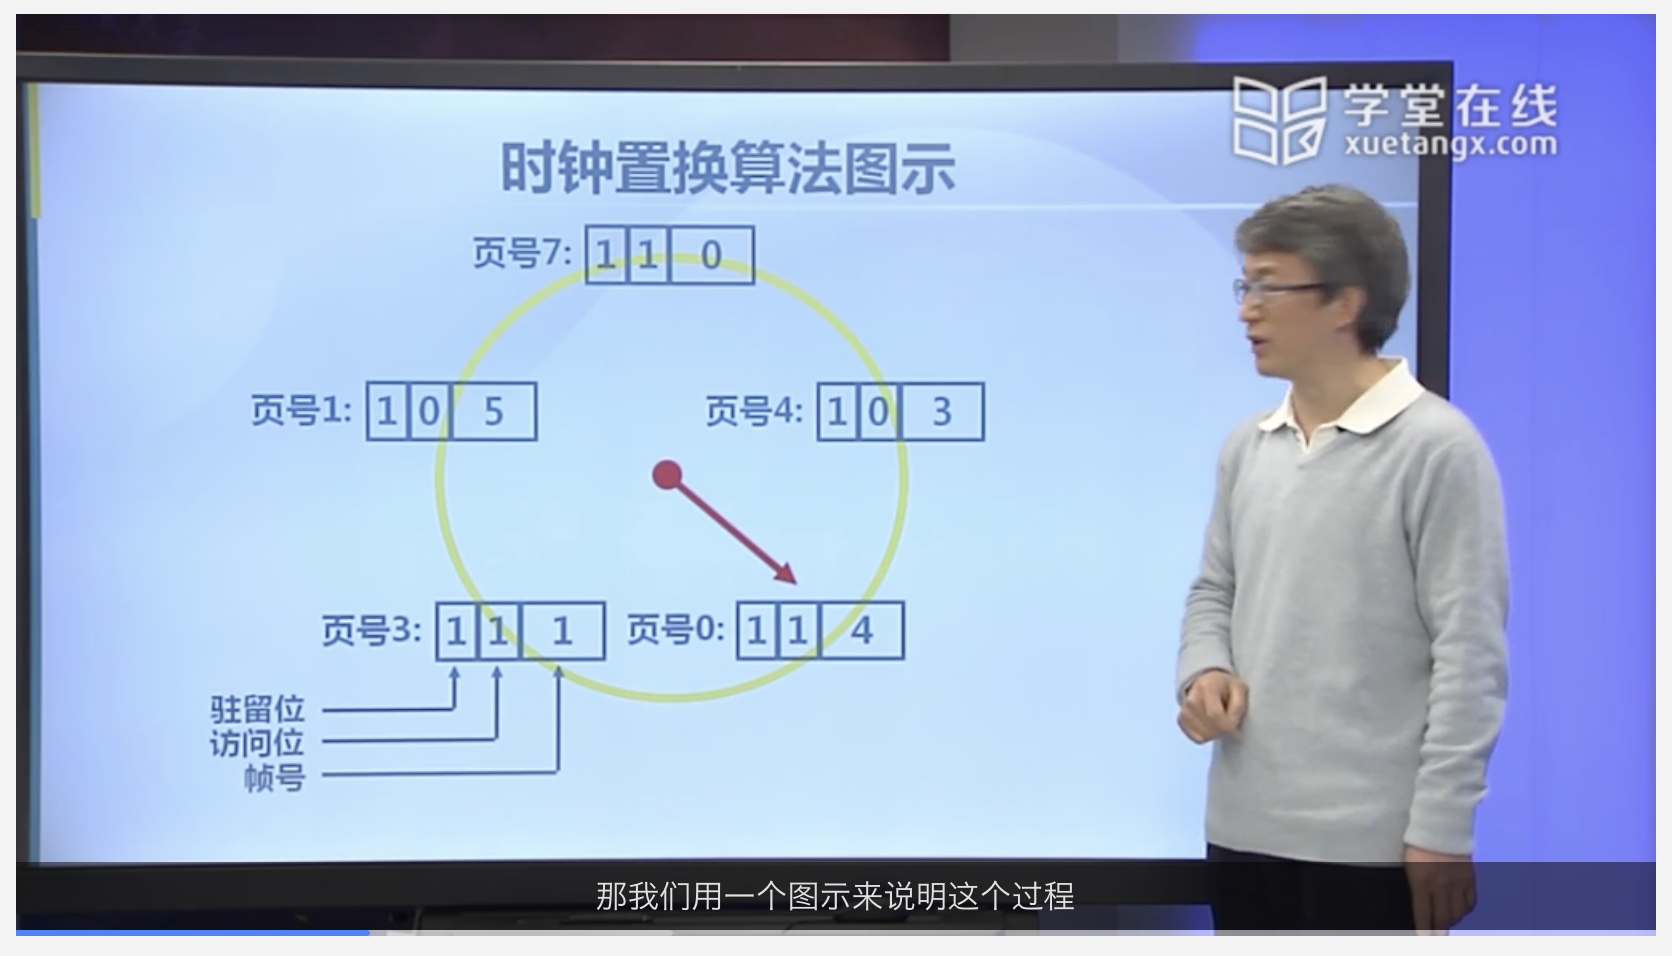 学堂在线
xuetangx.com
时钟置换算法图示
页号7: 1 1 0
页号1: 1 0 5
页号4: 1 0 3
页号3: 1 1 1
页号0: 1 1 4
驻留位
访问位
帧号
那我们用一个图示来说明这个过程